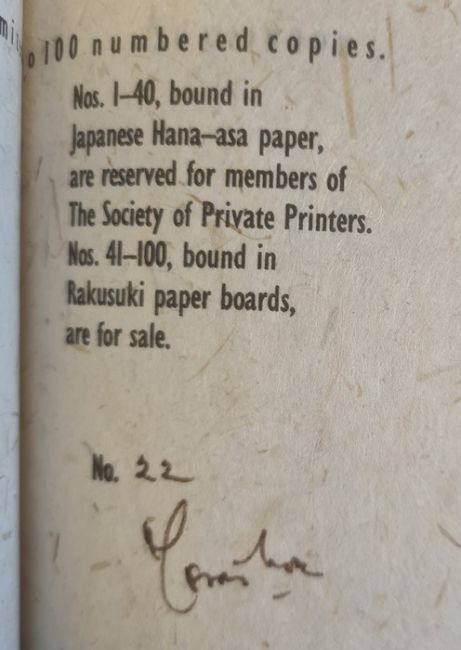 o 100 numbered copies.
Nos. 1–40, bound in
Japanese Hana–asa paper,
are reserved for members of
The Society of Private Printers.
Nos. 41–100, bound in
Rakusuki paper boards,
are for sale.
No. 22